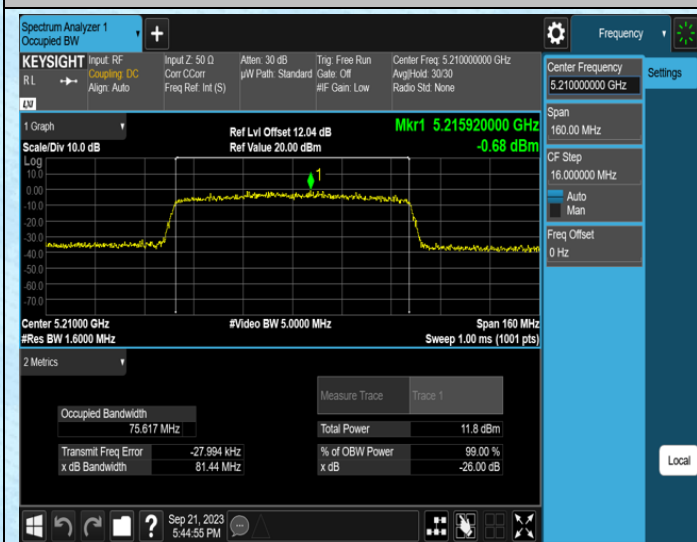 Spectrum Analyzer 1
Occupied BW
+
Frequency
KEYSIGHT
RL
LXI
Input: RF
Coupling: DC
Align: Auto
Input Z: 50 Ω
Corr CCorr
Freq Ref: Int (S)
Atten: 30 dB
µW Path: Standard
Trig: Free Run
Gate: Off
#IF Gain: Low
Center Freq: 5.210000000 GHz
Avg|Hold: 30/30
Radio Std: None
1 Graph
Scale/Div 10.0 dB
Ref Lvl Offset 12.04 dB
Ref Value 20.00 dBm
Mkr1 5.215920000 GHz
-0.68 dBm
Log
10.0
0.00
-10.0
-20.0
-30.0
-40.0
-50.0
-60.0
-70.0
1
Center 5.21000 GHz
#Video BW 5.0000 MHz
Span 160 MHz
#Res BW 1.6000 MHz
Sweep 1.00 ms (1001 pts)
2 Metrics
Measure Trace
Trace 1
Occupied Bandwidth
75.617 MHz
Total Power
11.8 dBm
Transmit Freq Error
-27.994 kHz
% of OBW Power
99.00 %
x dB Bandwidth
81.44 MHz
x dB
-26.00 dB
Center Frequency
5.210000000 GHz
Settings
Span
160.00 MHz
CF Step
16.000000 MHz
Auto
Man
Freq Offset
0 Hz
Local
?
Sep 21, 2023
5:44:55 PM